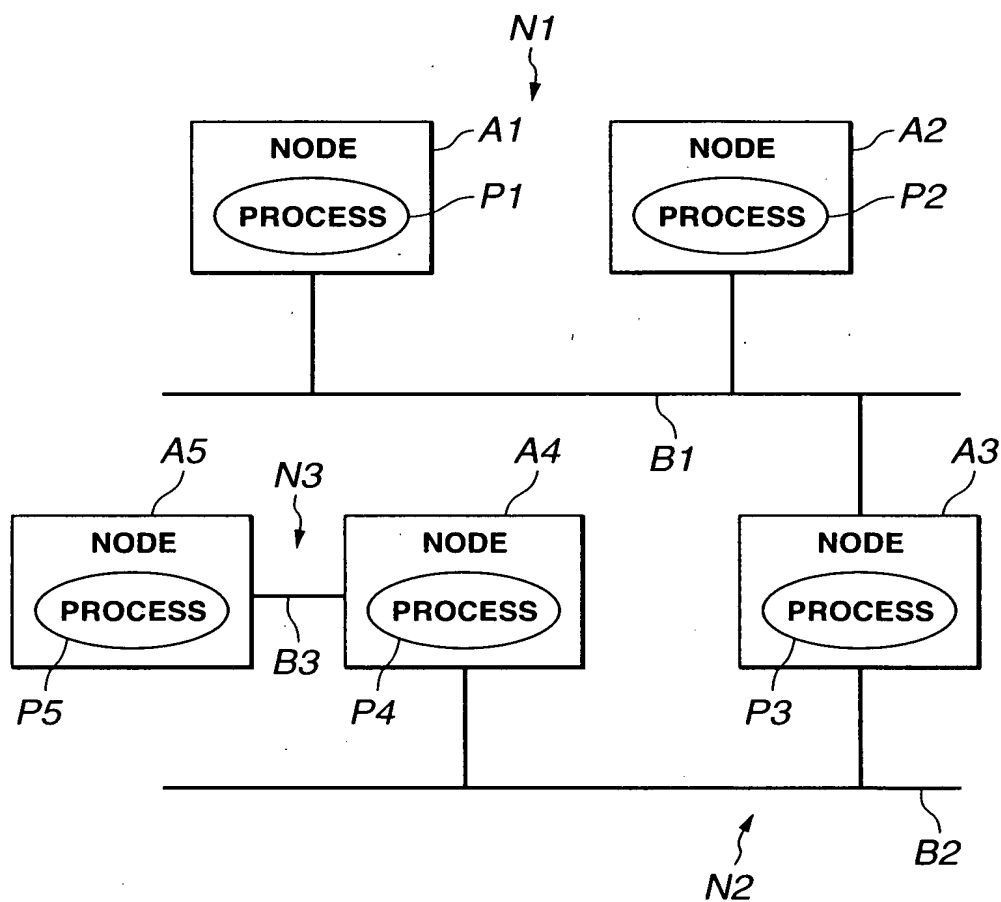 N1
NODE
A1
PROCESS
P1
NODE
A2
PROCESS
P2
B1
A5
N3
A4
A3
NODE
NODE
NODE
PROCESS
PROCESS
PROCESS
B3
P5
P4
P3
N2
B2